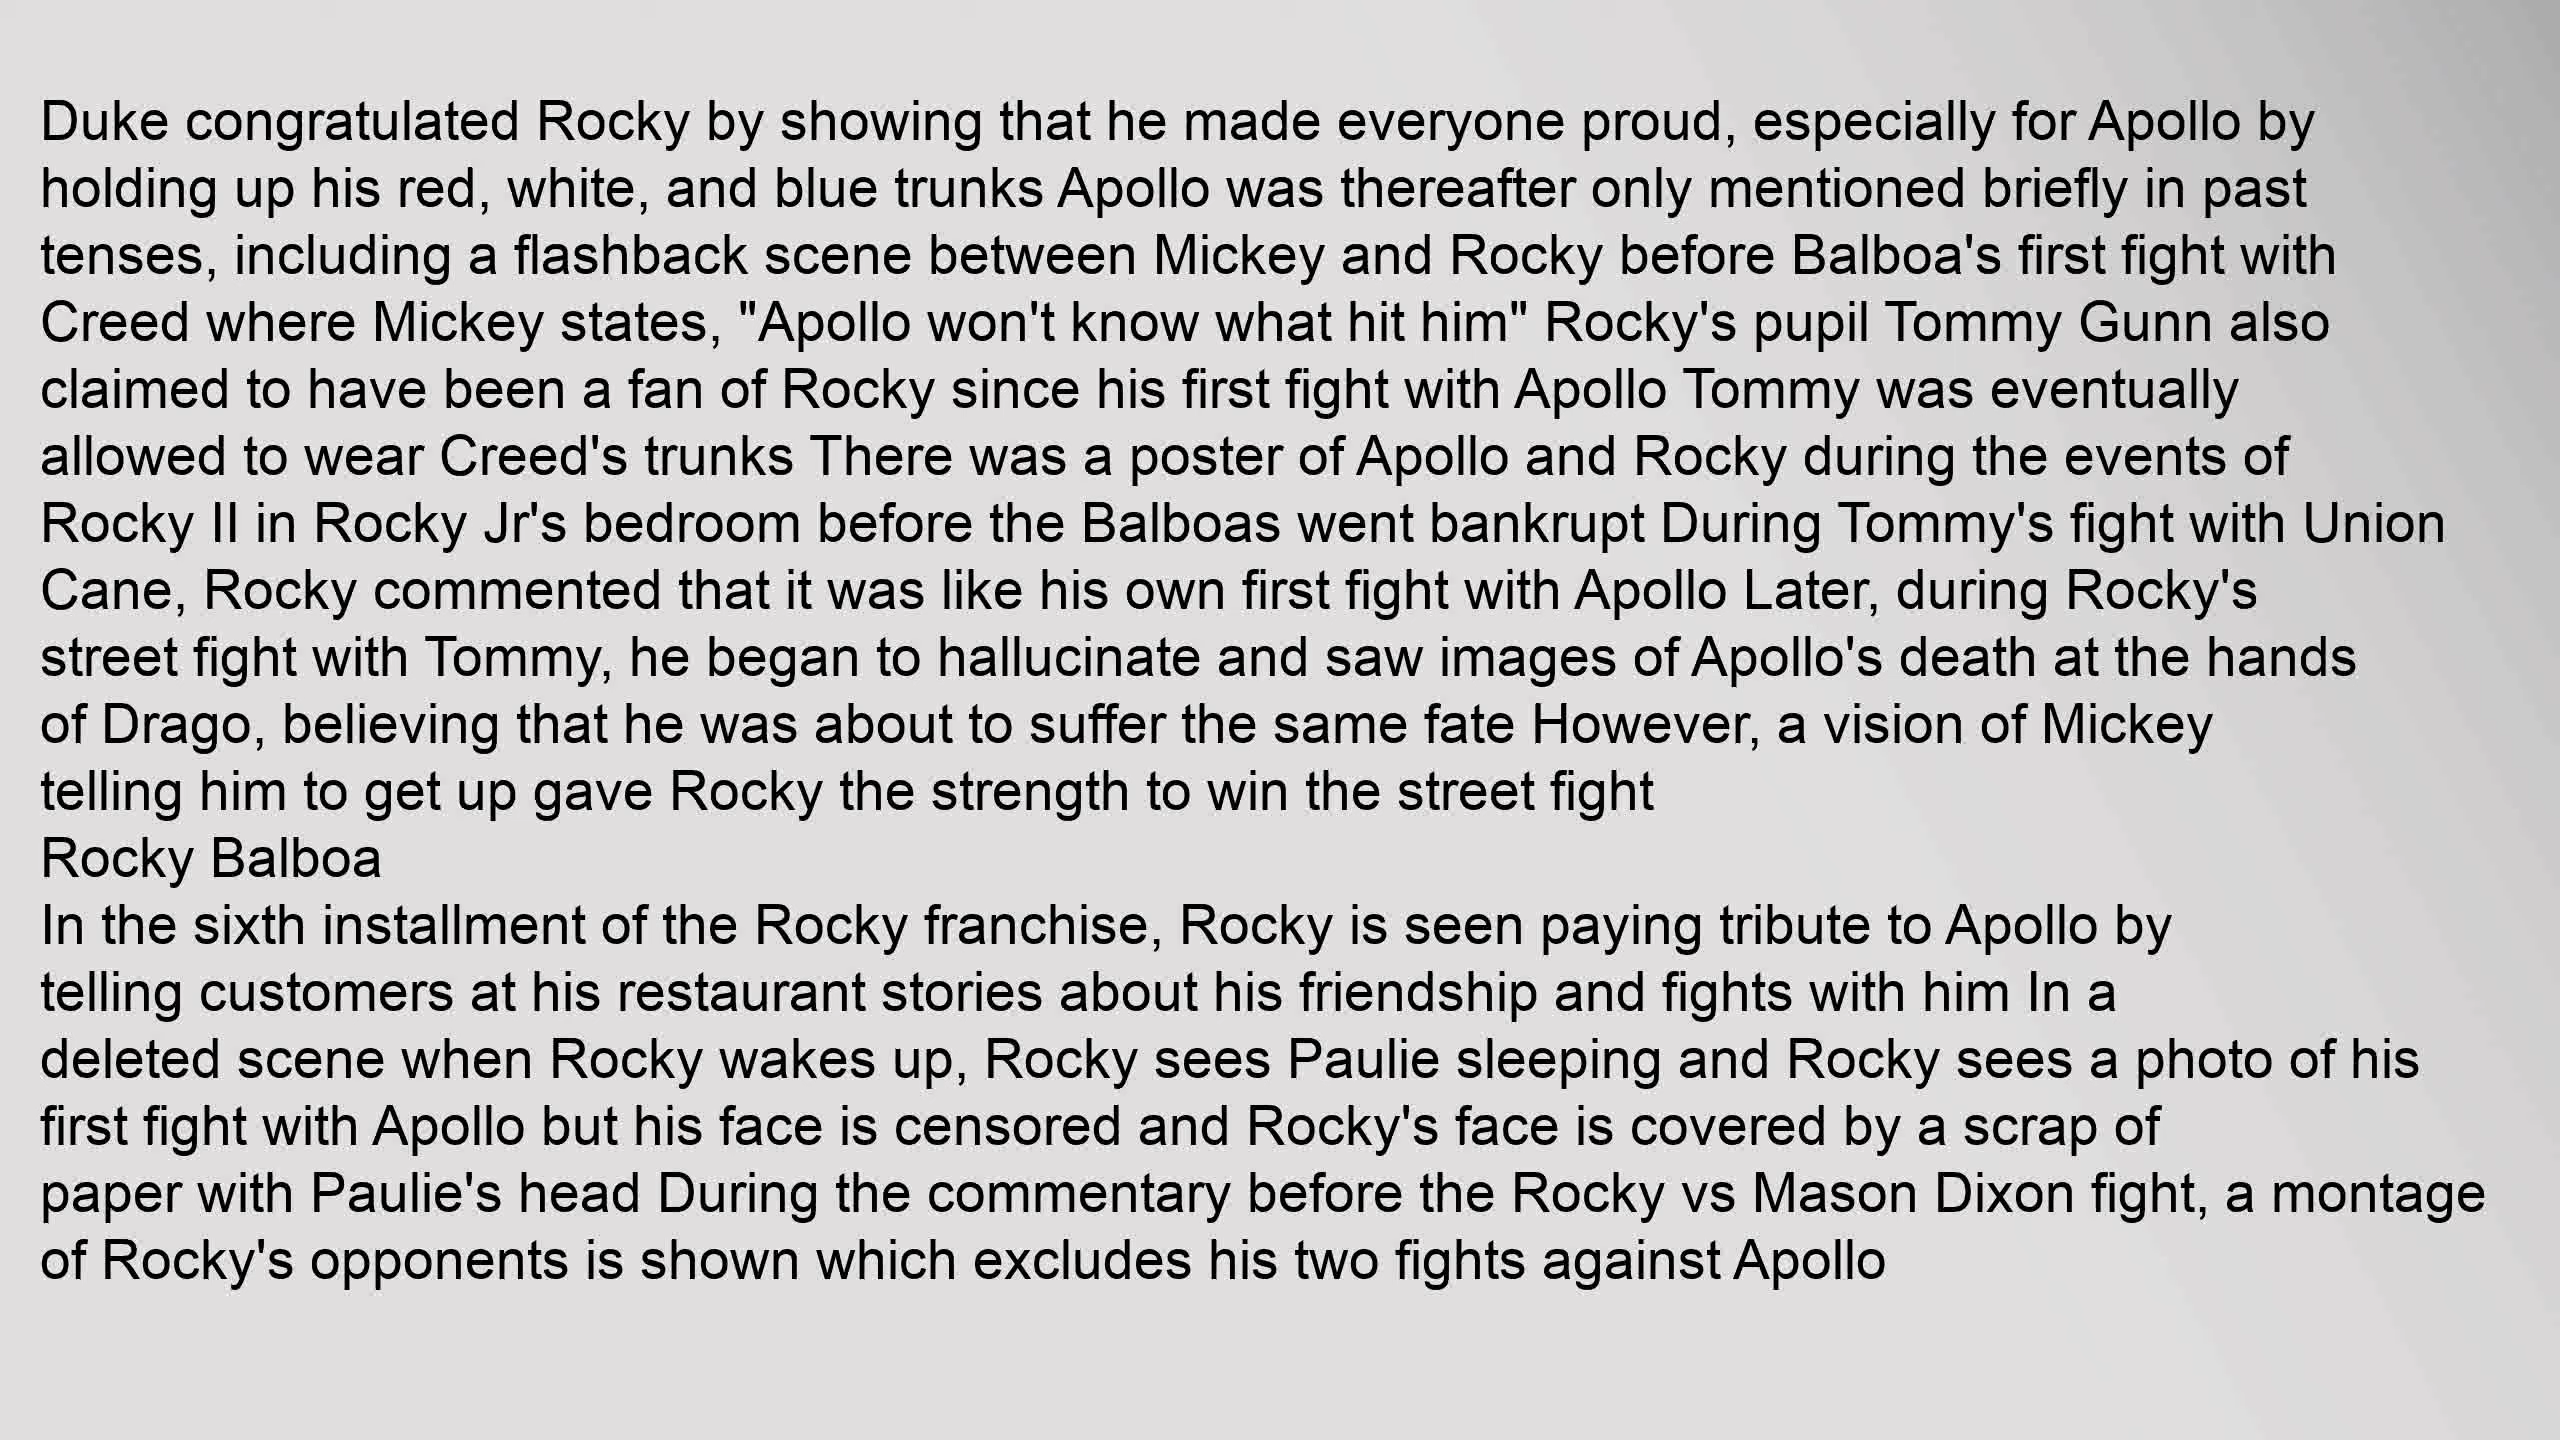 Duke congratulated Rocky by showing that he made everyone proud, especially for Apollo by
holding up his red, white, and blue trunks Apollo was thereafter only mentioned briefly in past
tenses, including a flashback scene between Mickey and Rocky before Balboa's first fight with
Creed where Mickey states, "Apollo won't know what hit him" Rocky's pupil Tommy Gunn also
claimed to have been a fan of Rocky since his first fight with Apollo Tommy was eventually
allowed to wear Creed's trunks There was a poster of Apollo and Rocky during the events of
Rocky II in Rocky Jr's bedroom before the Balboas went bankrupt During Tommy's fight with Union
Cane, Rocky commented that it was like his own first fight with Apollo Later, during Rocky's
street fight with Tommy, he began to hallucinate and saw images of Apollo's death at the hands
of Drago, believing that he was about to suffer the same fate However, a vision of Mickey
telling him to get up gave Rocky the strength to win the street fight
Rocky Balboa
In the sixth installment of the Rocky franchise, Rocky is seen paying tribute to Apollo by
telling customers at his restaurant stories about his friendship and fights with him In a
deleted scene when Rocky wakes up, Rocky sees Paulie sleeping and Rocky sees a photo of his
first fight with Apollo but his face is censored and Rocky's face is covered by a scrap of
paper with Paulie's head During the commentary before the Rocky vs Mason Dixon fight, a montage
of Rocky's opponents is shown which excludes his two fights against Apollo